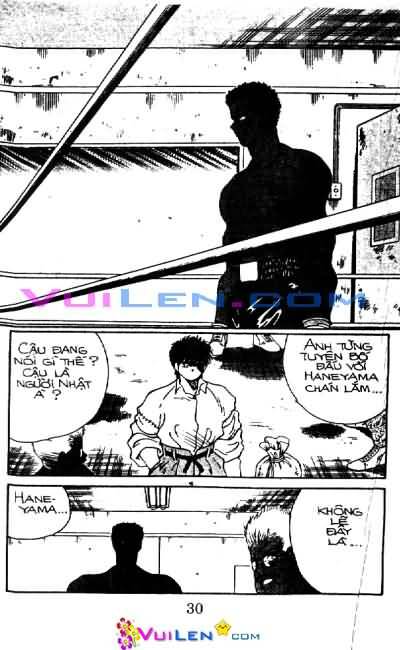 VuiLen.com
ANH TỪNG
TUYÊN BỐ
ĐẤU VỚI
HANEYAMA
CHÁN LẮM...
CẬU ĐANG
NÓI GÌ THẾ ?
CẬU LÀ
NGƯỜI NHẬT
À ?
KHÔNG
LẼ
ĐÂY
LÀ...
HANE-
YAMA...
30
VuiLen.com